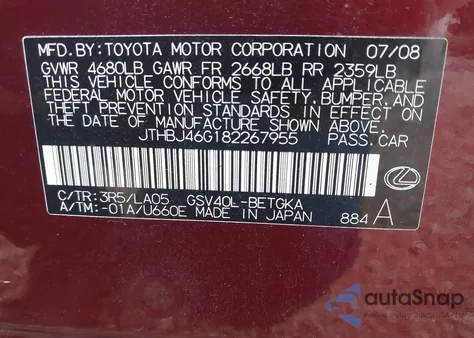 MFD.BY: TOYOTA MOTOR CORPORATION 07/08
GVWR 4680LB GAWR FR 2668LB RR 2359LB
THIS VEHICLE CONFORMS TO ALL APPLICABLE
FEDERAL MOTOR VEHICLE SAFETY,BUMPER,AND
THEFT PREVENTION STANDARDS IN EFFECT ON
THE DATE OF MANUFACTURE SHOWN ABOVE.
JTHBJ46G182267955 PASS.CAR
C/TR: 3R5/LA05 GSV40L-BETGKA
A/TM: -01A/U660E MADE IN JAPAN 884 A
autoSnap